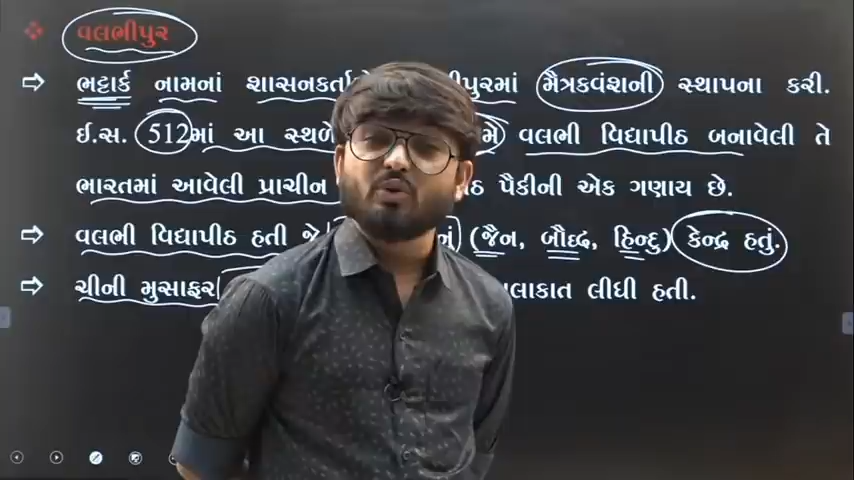 વલભીપુર
ભટ્ટાર્ક નામનાં શાસનકર્તા મૈત્રકવંશની સ્થાપના કરી.
ઈ.સ. 512માં આ સ્થળે વલભી વિદ્યાપીઠ બનાવેલી તે
ભારતમાં આવેલી પ્રાચીન પૈકીની એક ગણાય છે.
વલભી વિદ્યાપીઠ હતી જે (જૈન, બૌદ્ધ, હિન્દુ) કેન્દ્ર હતું.
ચીની મુસાફર લીધી હતી.